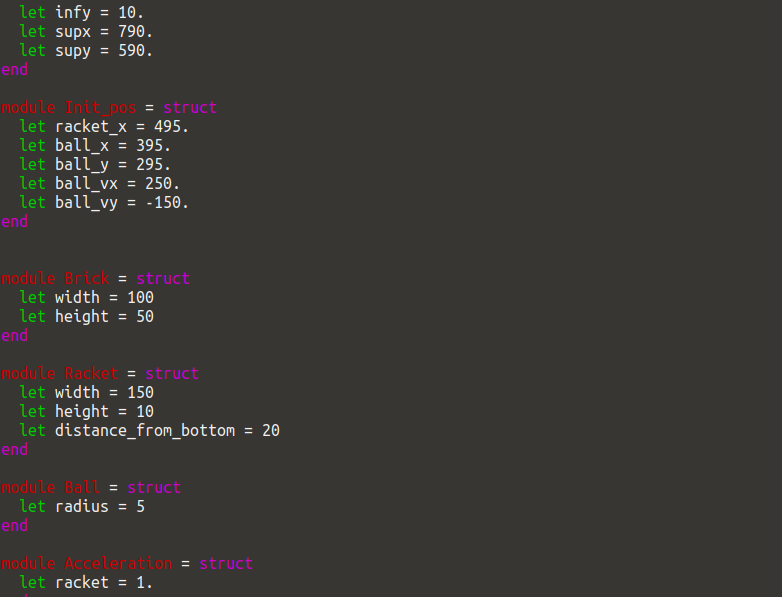 let infy = 10.
  let supx = 790.
  let supy = 590.
end

module Init_pos = struct
  let racket_x = 495.
  let ball_x = 395.
  let ball_y = 295.
  let ball_vx = 250.
  let ball_vy = -150.
end


module Brick = struct
  let width = 100
  let height = 50
end

module Racket = struct
  let width = 150
  let height = 10
  let distance_from_bottom = 20
end

module Ball = struct
  let radius = 5
end

module Acceleration = struct
  let racket = 1.